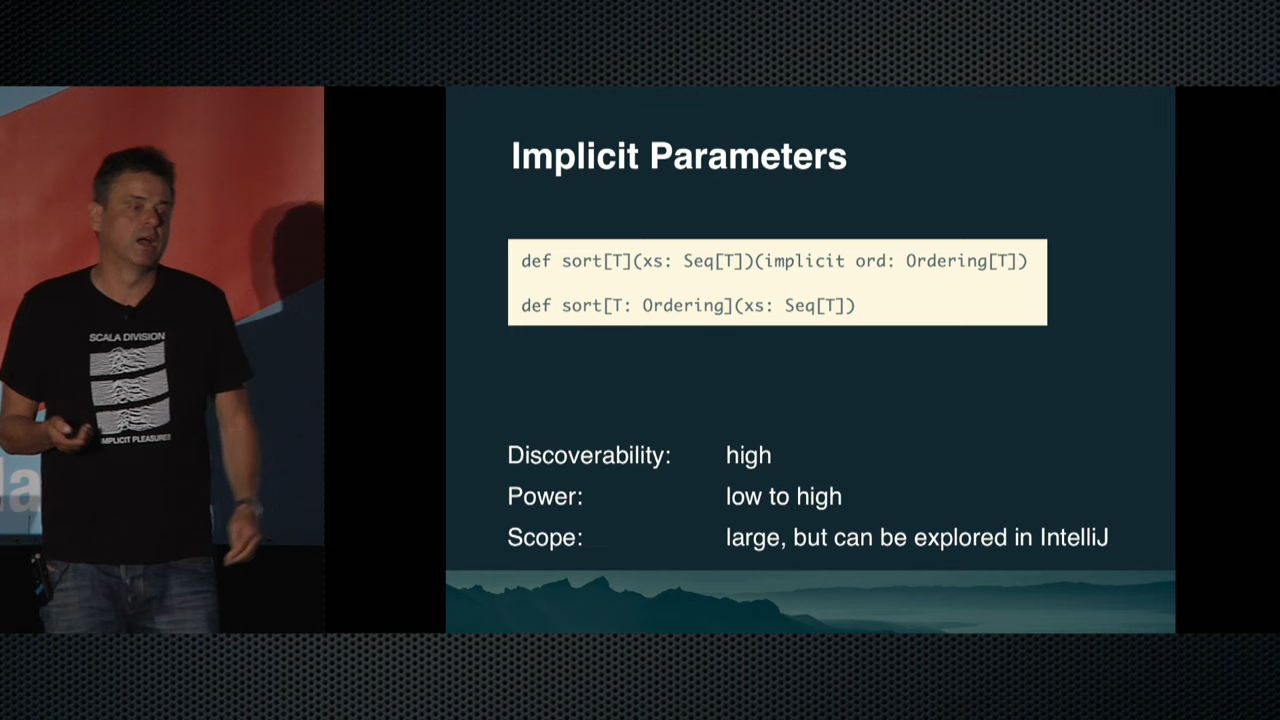 Implicit Parameters
def sort[T](xs: Seq[T])(implicit ord: Ordering[T])
def sort[T: Ordering](xs: Seq[T])
Discoverability: high
Power: low to high
Scope: large, but can be explored in IntelliJ
SCALA DIVISION
IMPLICIT PLEASURES
la